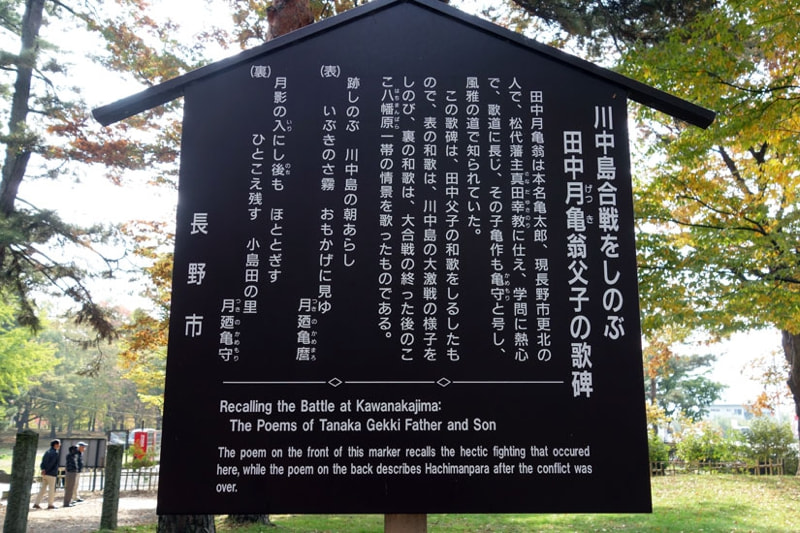 川中島合戦をしのぶ
田中月亀翁父子の歌碑
田中月亀翁は本名亀太郎、現長野市更北の
人で、松代藩主真田幸教に仕え、学問に熱心
で、歌道に長じ、その子亀作も亀守と号し、
風雅の道で知られていた。
この歌碑は、田中父子の和歌をしるしたも
ので、表の和歌は、川中島の大激戦の様子を
しのび、裏の和歌は、大合戦の終った後のこ
こ八幡原一帯の情景を歌ったものである。
(表)
跡しのぶ 川中島の朝あらし
いぶきのさ霧 おもかげに見ゆ
月廼亀麿
(裏)
月影の入にし後も ほととぎす
ひとこえ残す 小島田の里
月廼亀守
長野市
Recalling the Battle at Kawanakajima:
The Poems of Tanaka Gekki Father and Son
The poem on the front of this marker recalls the hectic fighting that occured
here, while the poem on the back describes Hachimanpara after the conflict was
over.